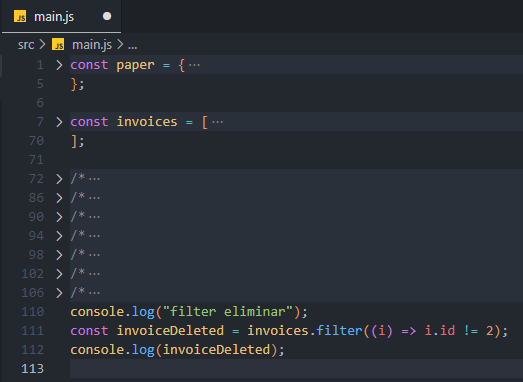 JS main.js
src > JS main.js > ...
1 > const paper = { ...
5 };
6
7 > const invoices = [ ...
70 ];
71
72 > /* ...
86 > /* ...
90 > /* ...
94 > /* ...
98 > /* ...
102 > /* ...
106 > /* ...
110 console.log("filter eliminar");
111 const invoiceDeleted = invoices.filter((i) => i.id != 2);
112 console.log(invoiceDeleted);
113